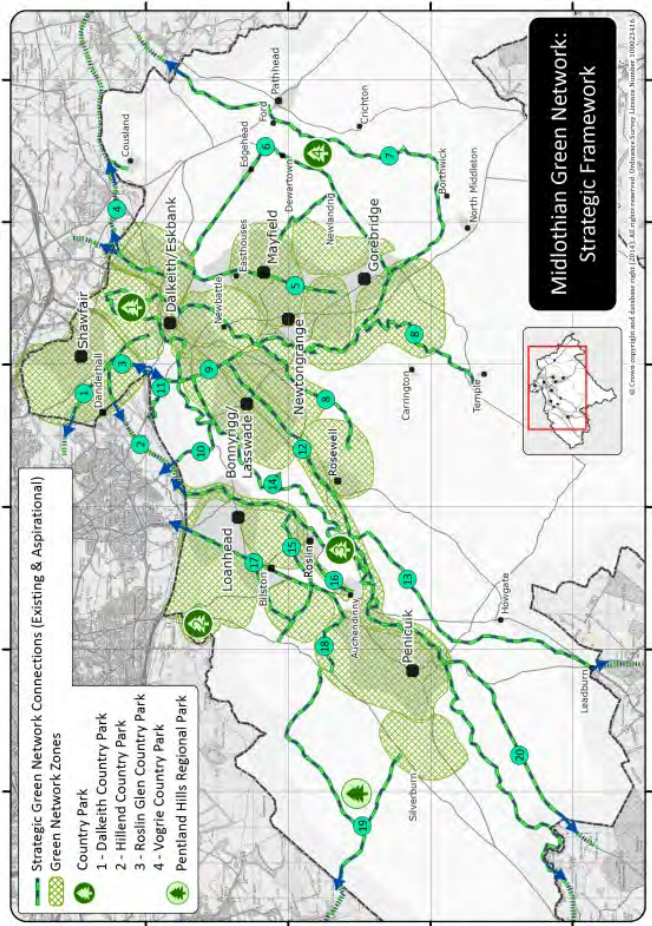 Strategic Green Network Connections (Existing & Aspirational)
Green Network Zones
Country Park
1 - Dalkeith Country Park
2 - Hillend Country Park
3 - Roslin Glen Country Park
4 - Vogrie Country Park
Pentland Hills Regional Park
Midlothian Green Network:
Strategic Framework
© Crown copyright and database right (2014). All rights reserved. Ordnance Survey Licence Number 100023416
Shawfair
Danderhall
Dalkeith/Eskbank
Cousland
Newbattle
Easthouses
Mayfield
Edgehead
Dewartown
Ford
Pathhead
Crichton
Newlandrig
Gorebridge
Borthwick
North Middleton
Newtongrange
Bonnyrigg/
Lasswade
Rosewell
Carrington
Temple
Loanhead
Bilston
Roslin
Auchendinny
Penicuik
Silverburn
Howgate
Leadburn
1
2
3
4
5
6
7
8
8
9
10
11
12
13
14
15
16
17
18
19
20